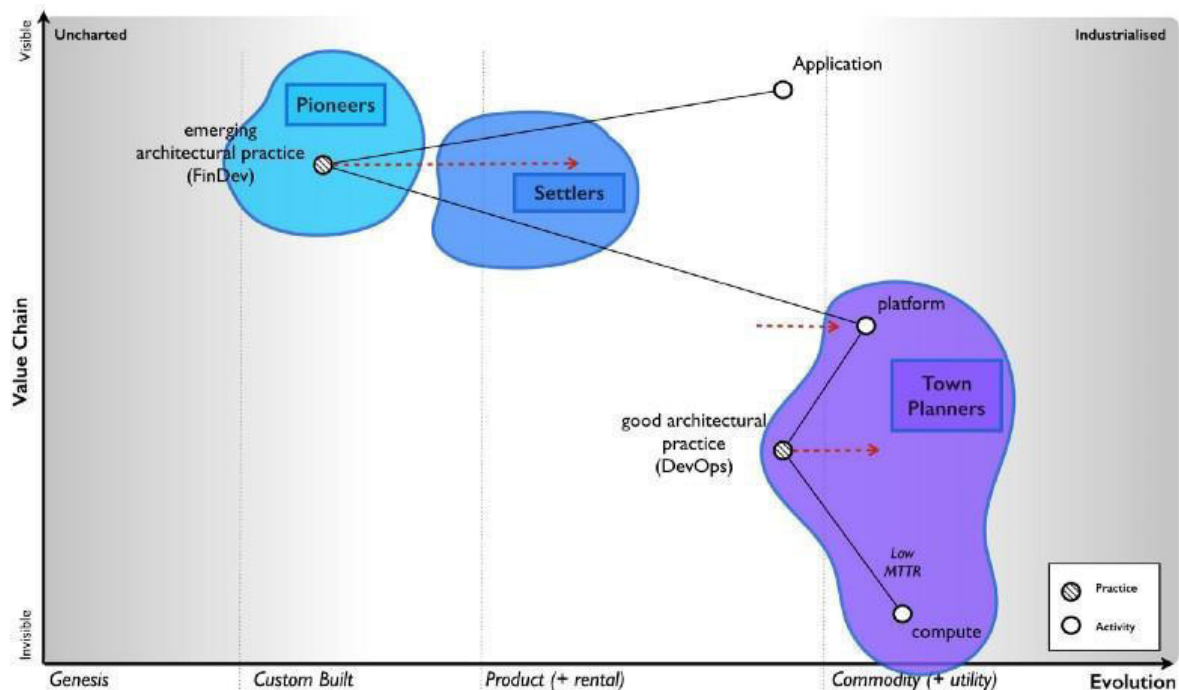 Visible
Uncharted
Industrialised
Application
Pioneers
emerging
architectural practice
(FinDev)
Settlers
Value Chain
platform
Town
Planners
good architectural
practice
(DevOps)
Low
MTTR
Practice
Activity
compute
Invisible
Genesis
Custom Built
Product (+ rental)
Commodity (+ utility)
Evolution